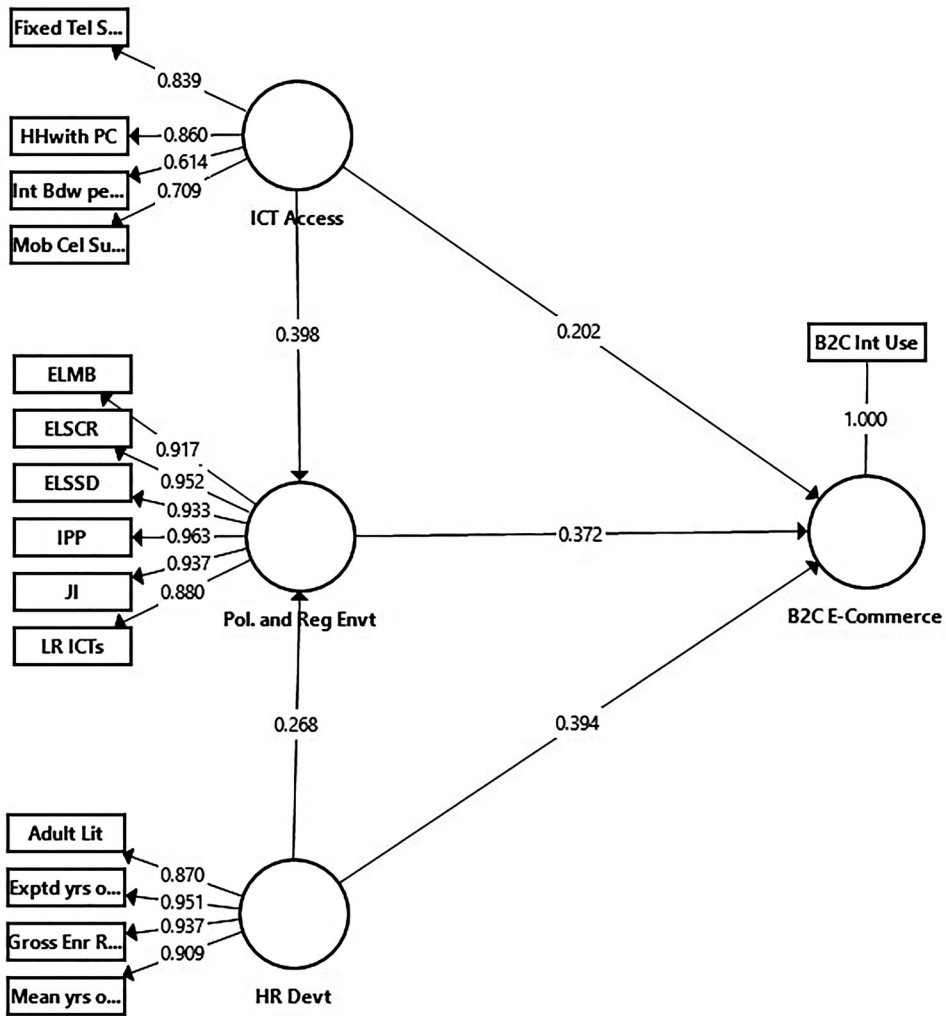 Fixed Tel S...
0.839
HHwith PC
0.860
0.614
Int Bdw pe...
0.709
Mob Cel Su...
ICT Access
0.398
0.202
B2C Int Use
1.000
ELMB
0.917
ELSCR
0.952
ELSSD
0.933
IPP
0.963
0.937
JI
0.880
LR ICTs
Pol. and Reg Envt
0.372
B2C E-Commerce
0.268
0.394
Adult Lit
0.870
Exptd yrs o...
0.951
0.937
Gross Enr R...
0.909
Mean yrs o...
HR Devt